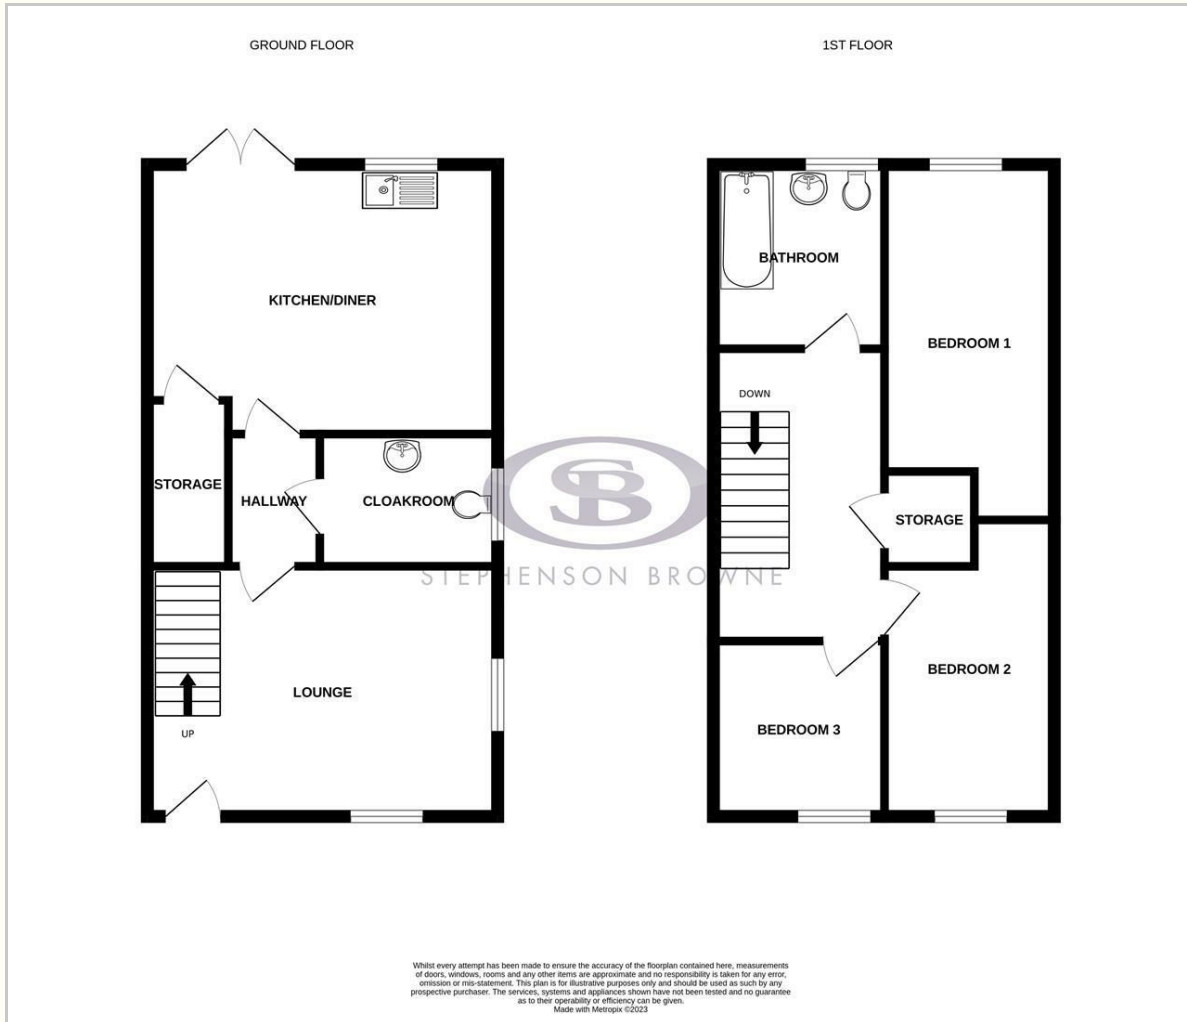 GROUND FLOOR
1ST FLOOR
KITCHEN/DINER
STORAGE
HALLWAY
CLOAKROOM
LOUNGE
UP
BATHROOM
BEDROOM 1
DOWN
STORAGE
BEDROOM 2
BEDROOM 3
SB
STEPHENSON BROWNE
Whilst every attempt has been made to ensure the accuracy of the floorplan contained here, measurements
of doors, windows, rooms and any other items are approximate and no responsibility is taken for any error,
omission or mis-statement. This plan is for illustrative purposes only and should be used as such by any
prospective purchaser. The services, systems and appliances shown have not been tested and no guarantee
as to their operability or efficiency can be given.
Made with Metropix ©2023